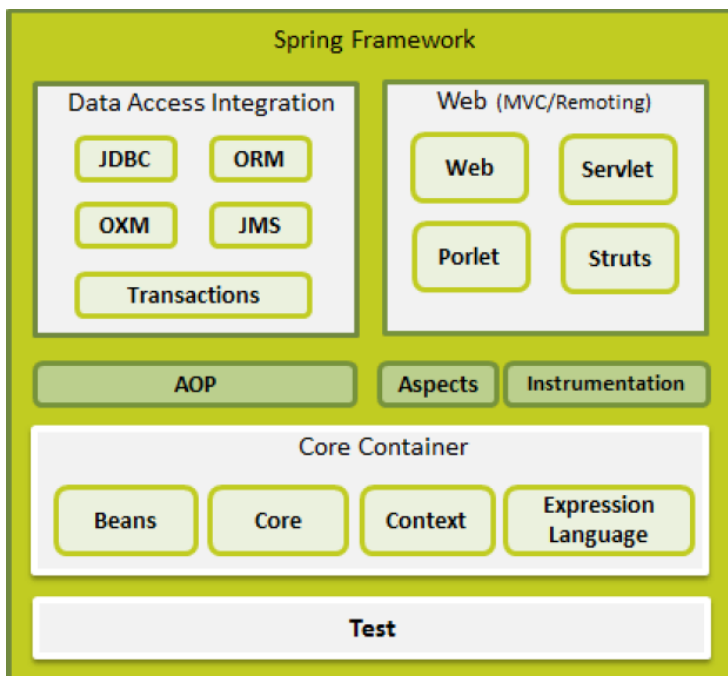 Spring Framework
Data Access Integration
JDBC
ORM
OXM
JMS
Transactions
Web (MVC/Remoting)
Web
Servlet
Porlet
Struts
AOP
Aspects
Instrumentation
Core Container
Beans
Core
Context
Expression
Language
Test